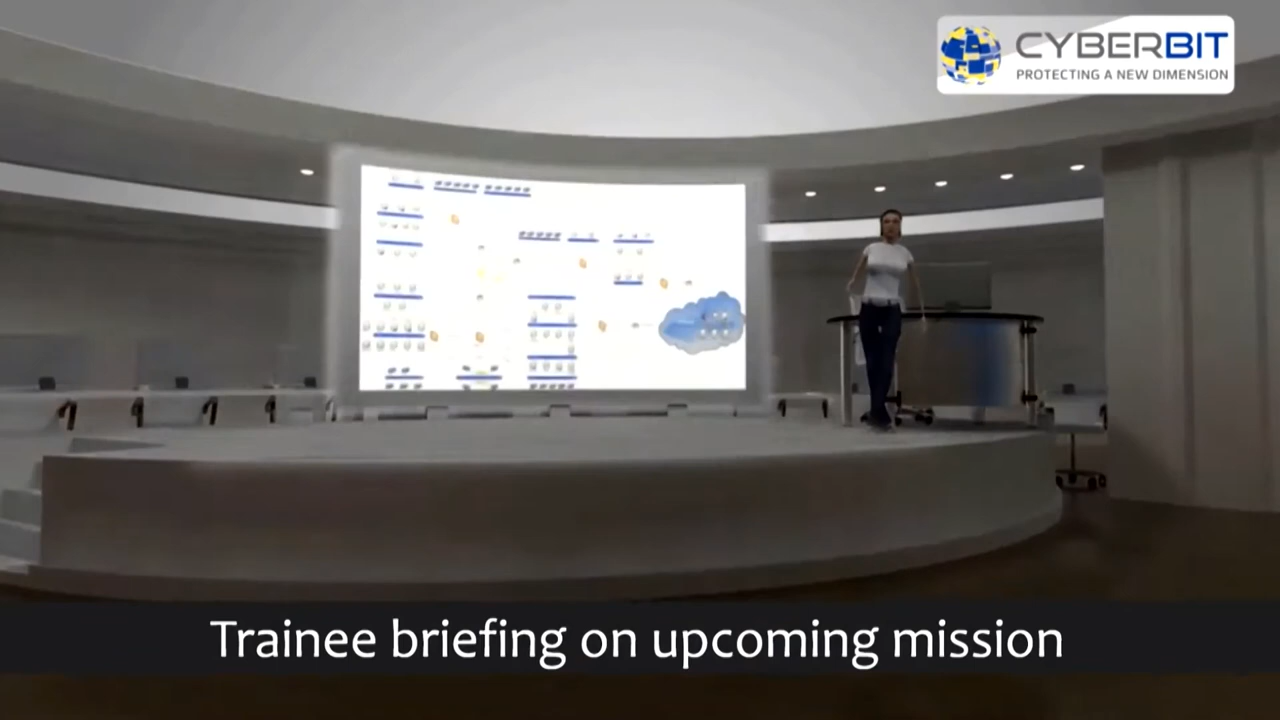 CYBERBIT
PROTECTING A NEW DIMENSION
Trainee briefing on upcoming mission